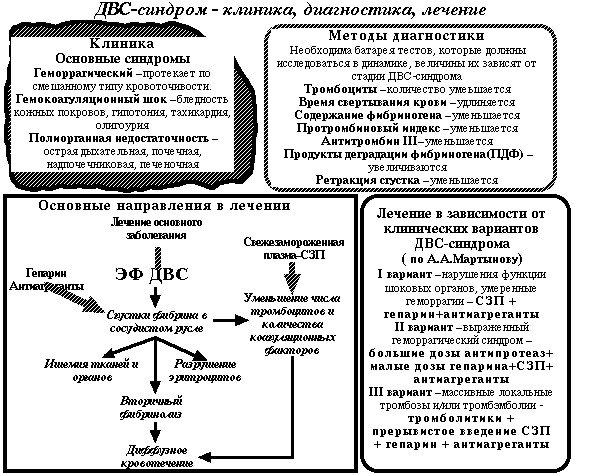 ДВС-синдром - клиника, диагностика, лечение
Клиника
Основные синдромы
Геморрагический –протекает по
смешанному типу кровоточивости.
Гемокоагуляционный шок –бледность
кожных покровов, гипотония, тахикардия,
олигоурия
Полиорганная недостаточность –
острая дыхательная, почечная,
надпочечниковая, печеночная
Методы диагностики
Необходима батарея тестов, которые должны
исследоваться в динамике, величины их зависят от
стадии ДВС-синдрома
Тромбоциты –количество уменьшается
Время свертывания крови –удлиняется
Содержание фибриногена –уменьшается
Протромбиновый индекс –уменьшается
Антитромбин III–уменьшается
Продукты деградации фибриногена(ПДФ) –
увеличиваются
Ретракция сгустка –уменьшается
Основные направления в лечении
Лечение основного
заболевания
Свежезамороженная
плазма-СЗП
Гепарин
Антиагреганты
ЭФ ДВС
Сгустки фибрина в
сосудистом русле
Уменьшение числа
тромбоцитов и
количества
коагуляционных
факторов
Ишемия тканей и
органов
Разрушение
эритроцитов
Вторичный
фибринолиз
Диффузное
кровотечение
Лечение в зависимости от
клинических вариантов
ДВС-синдрома
( по А.А.Мартынову)
I вариант –нарушения функции
шоковых органов, умеренные
геморрагии – СЗП +
гепарин+антиагреганты
II вариант –выраженный
геморрагический синдром –
большие дозы антипротеаз+
малые дозы гепарина+СЗП+
антиагреганты
III вариант –массивные локальные
тромбозы и/или тромбэмболии -
тромболитики +
прерывистое введение СЗП
+ гепарин + антиагреганты